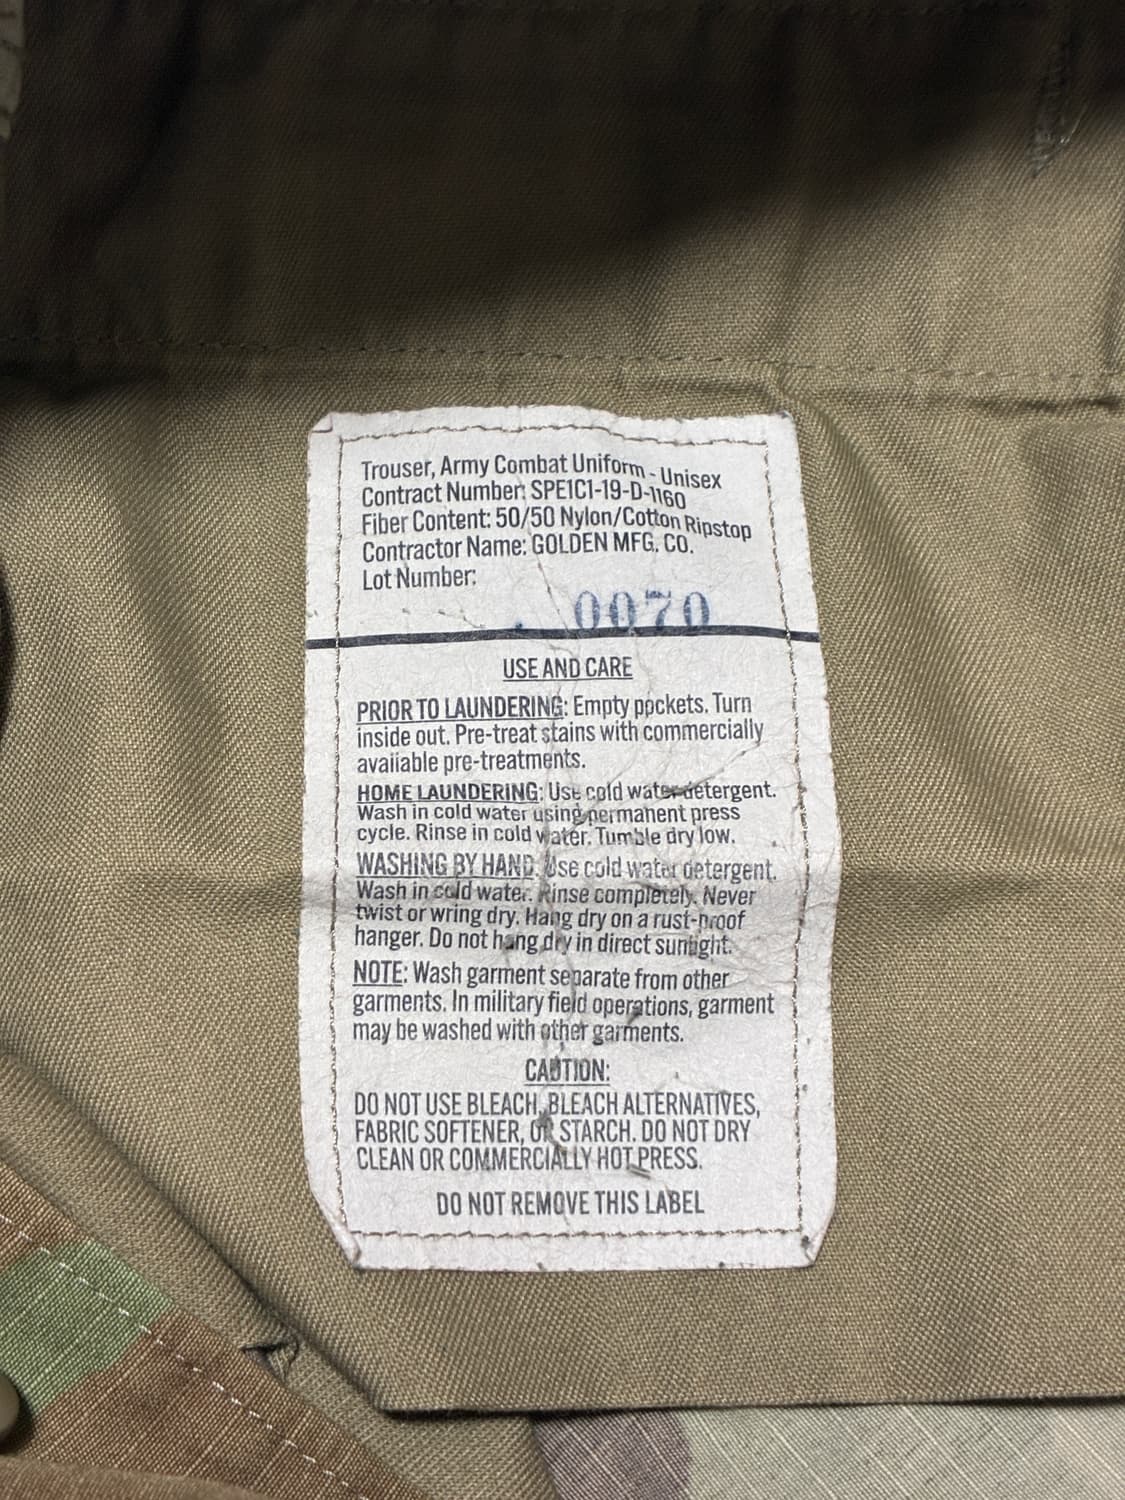 Trouser, Army Combat Uniform - Unisex
Contract Number: SPE1C1-19-D-1160
Fiber Content: 50/50 Nylon/Cotton Ripstop
Contractor Name: GOLDEN MFG. CO.
Lot Number:
0070
USE AND CARE
PRIOR TO LAUNDERING: Empty pockets. Turn
inside out. Pre-treat stains with commercially
available pre-treatments.
HOME LAUNDERING: Use cold water detergent.
Wash in cold water using permanent press
cycle. Rinse in cold water. Tumble dry low.
WASHING BY HAND: Use cold water detergent.
Wash in cold water. Rinse completely. Never
twist or wring dry. Hang dry on a rust-proof
hanger. Do not hang dry in direct sunlight.
NOTE: Wash garment separate from other
garments. In military field operations, garment
may be washed with other garments.
CAUTION:
DO NOT USE BLEACH, BLEACH ALTERNATIVES,
FABRIC SOFTENER, OR STARCH. DO NOT DRY
CLEAN OR COMMERCIALLY HOT PRESS.
DO NOT REMOVE THIS LABEL